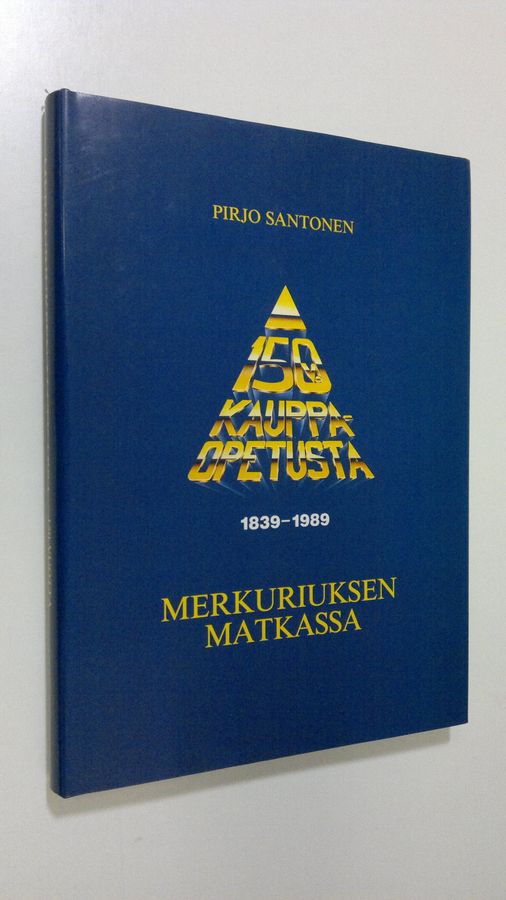 PIRJO SANTONEN
150 V.
KAUPPA-
OPETUSTA
1839-1989
MERKURIUKSEN
MATKASSA